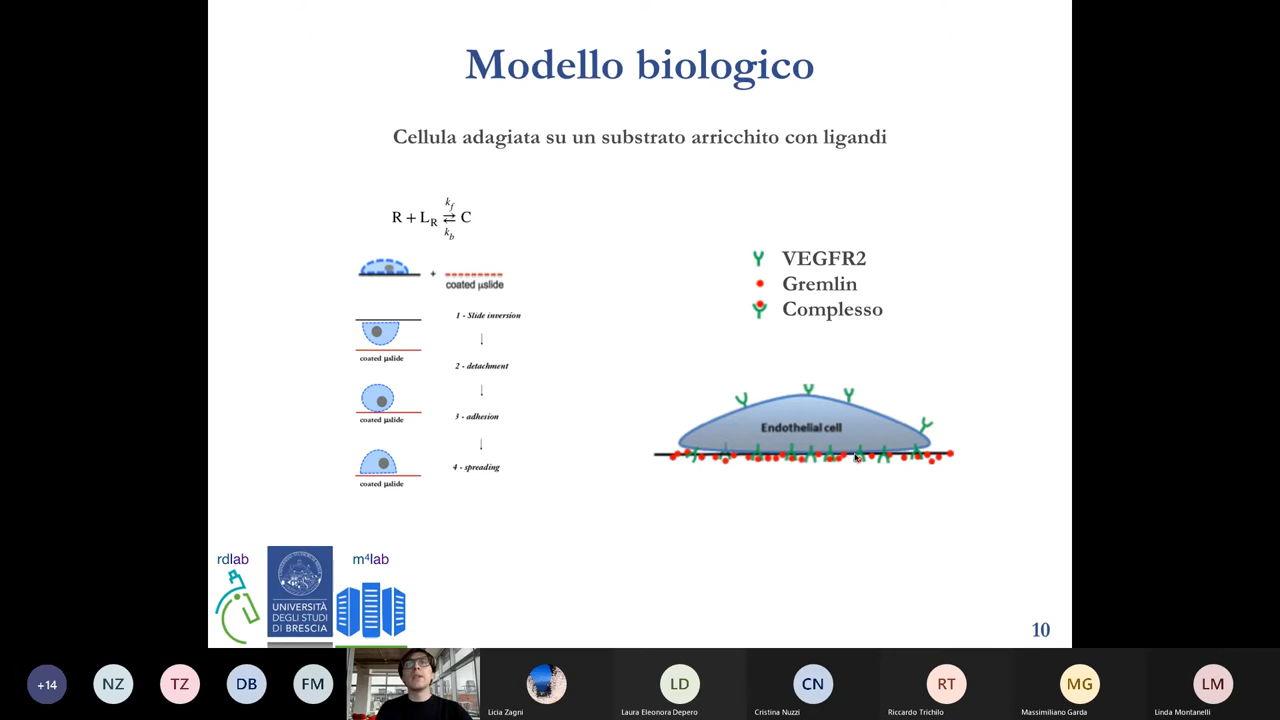 Modello biologico
Cellula adagiata su un substrato arricchito con ligandi
k_f
R + L_R ⇄ C
k_b
+
coated µslide
1 - Slide inversion
coated µslide
↓
2 - detachment
↓
3 - adhesion
coated µslide
↓
4 - spreading
coated µslide
VEGFR2
Gremlin
Complesso
Endothelial cell
rdlab
UNIVERSITÀ
DEGLI STUDI
DI BRESCIA
m⁴lab
10
+14
NZ
TZ
DB
FM
Licia Zagni
LD
Laura Eleonora Depero
CN
Cristina Nuzzi
RT
Riccardo Trichilo
MG
Massimiliano Garda
LM
Linda Montanelli